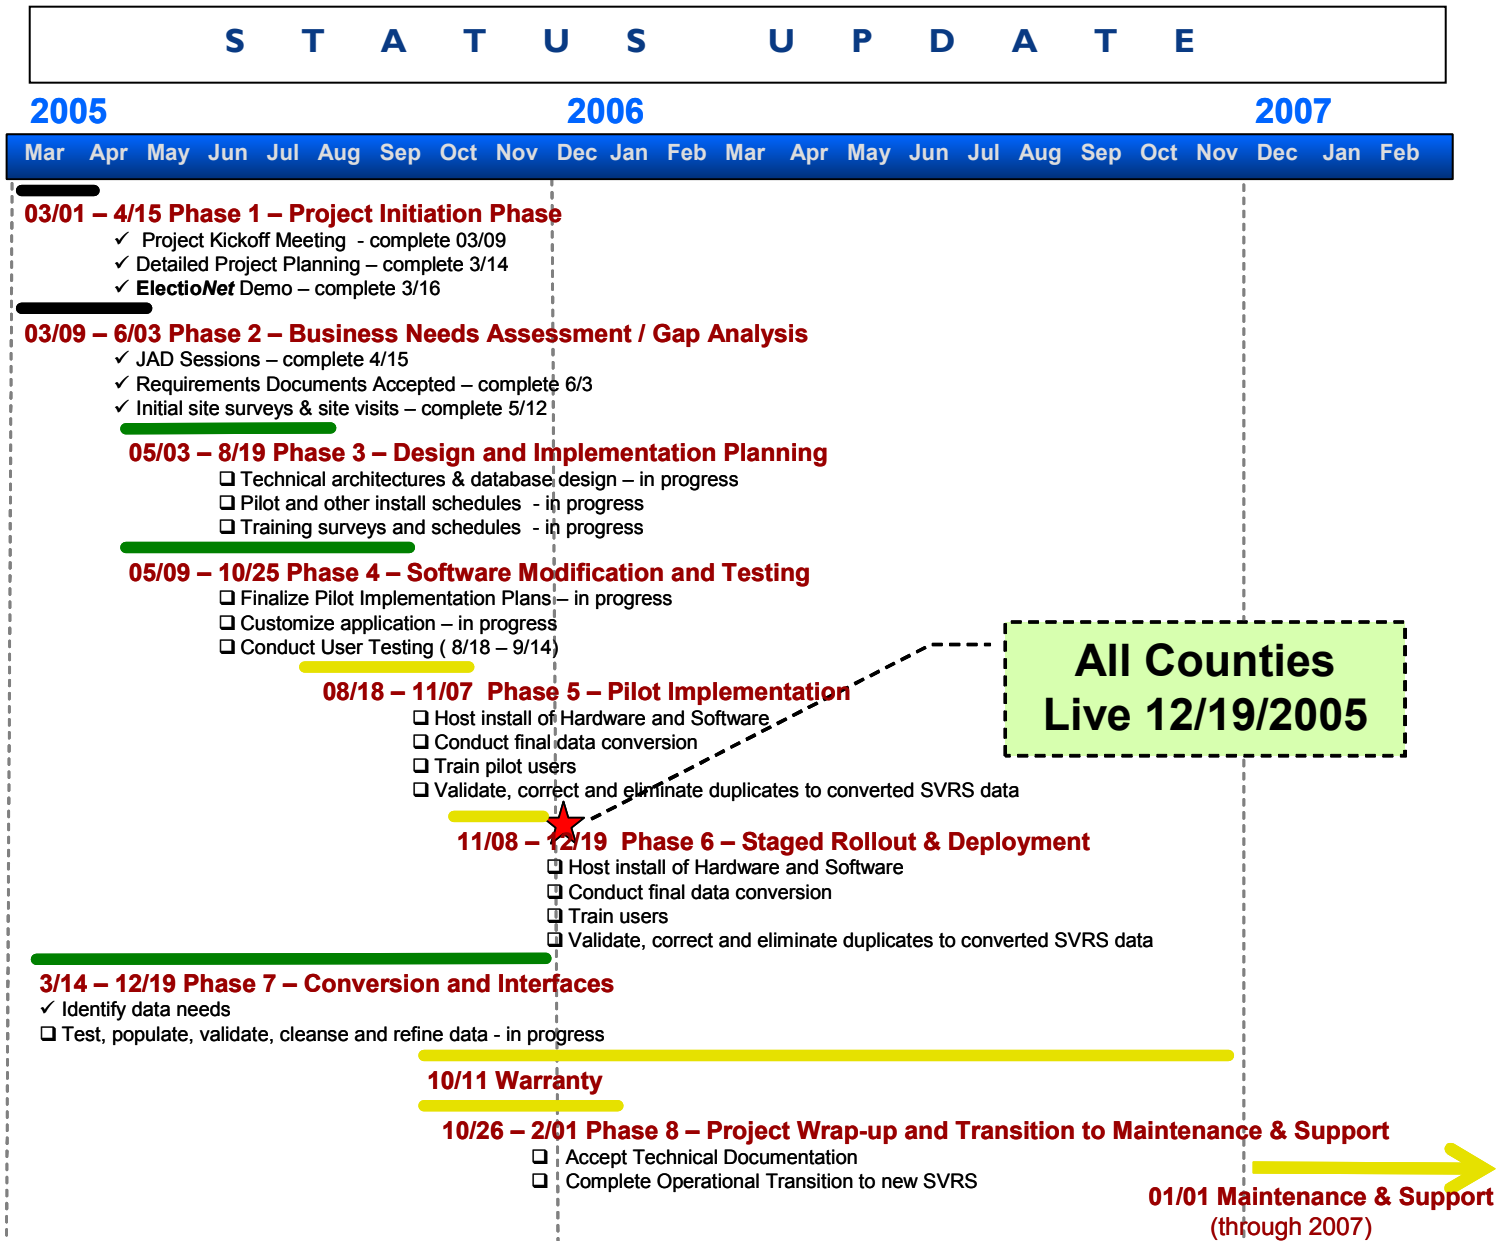 STATUS UPDATE
2005 2006 2007
Mar Apr May Jun Jul Aug Sep Oct Nov Dec Jan Feb Mar Apr May Jun Jul Aug Sep Oct Nov Dec Jan Feb
03/01 – 4/15 Phase 1 – Project Initiation Phase
✓ Project Kickoff Meeting - complete 03/09
✓ Detailed Project Planning – complete 3/14
✓ ElectioNet Demo – complete 3/16
03/09 – 6/03 Phase 2 – Business Needs Assessment / Gap Analysis
✓ JAD Sessions – complete 4/15
✓ Requirements Documents Accepted – complete 6/3
✓ Initial site surveys & site visits – complete 5/12
05/03 – 8/19 Phase 3 – Design and Implementation Planning
❑ Technical architectures & database design – in progress
❑ Pilot and other install schedules - in progress
❑ Training surveys and schedules - in progress
05/09 – 10/25 Phase 4 – Software Modification and Testing
❑ Finalize Pilot Implementation Plans – in progress
❑ Customize application – in progress
❑ Conduct User Testing ( 8/18 – 9/14)
All Counties
Live 12/19/2005
08/18 – 11/07 Phase 5 – Pilot Implementation
❑ Host install of Hardware and Software
❑ Conduct final data conversion
❑ Train pilot users
❑ Validate, correct and eliminate duplicates to converted SVRS data
11/08 – 12/19 Phase 6 – Staged Rollout & Deployment
❑ Host install of Hardware and Software
❑ Conduct final data conversion
❑ Train users
❑ Validate, correct and eliminate duplicates to converted SVRS data
3/14 – 12/19 Phase 7 – Conversion and Interfaces
✓ Identify data needs
❑ Test, populate, validate, cleanse and refine data - in progress
10/11 Warranty
10/26 – 2/01 Phase 8 – Project Wrap-up and Transition to Maintenance & Support
❑ Accept Technical Documentation
❑ Complete Operational Transition to new SVRS
01/01 Maintenance & Support
(through 2007)